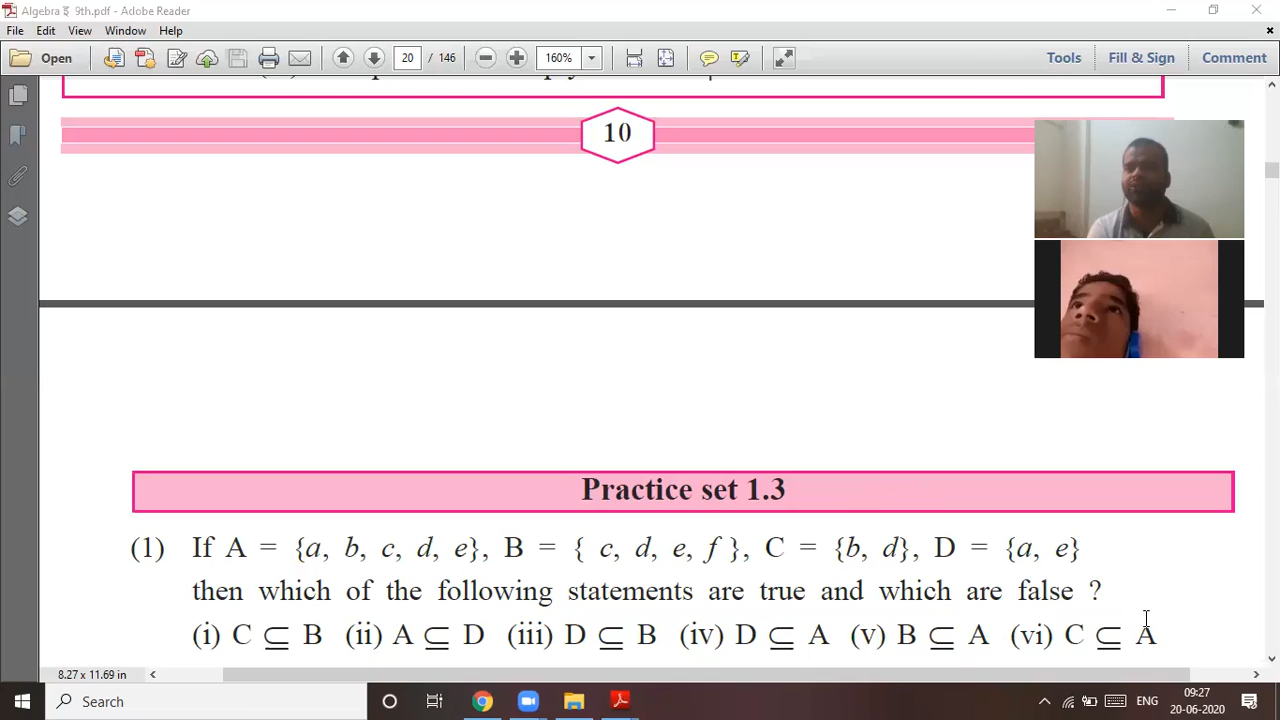 Algebra ई 9th.pdf - Adobe Reader
File Edit View Window Help
Open 20 / 146 160% Tools Fill & Sign Comment
10
Practice set 1.3
(1) If A = {a, b, c, d, e}, B = { c, d, e, f }, C = {b, d}, D = {a, e}
then which of the following statements are true and which are false ?
(i) C ⊆ B (ii) A ⊆ D (iii) D ⊆ B (iv) D ⊆ A (v) B ⊆ A (vi) C ⊆ A
8.27 x 11.69 in
Search
ENG
09:27
20-06-2020